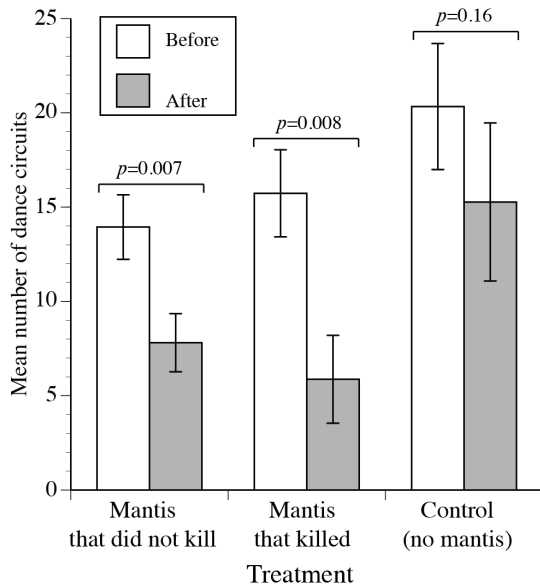 Mean number of dance circuits
25
20
15
10
5
0
Before
After
p=0.007
p=0.008
p=0.16
Mantis
that did not kill
Mantis
that killed
Control
(no mantis)
Treatment